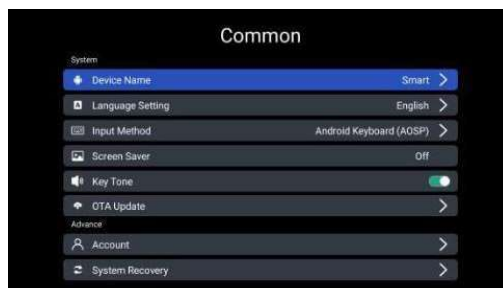 Common
System
Device Name Smart
Language Setting English
Input Method Android Keyboard (AOSP)
Screen Saver Off
Key Tone
OTA Update
Advance
Account
System Recovery